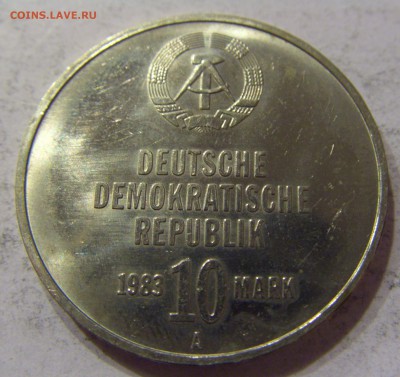 COINS.LAVE.RU
DEUTSCHE
DEMOKRATISCHE
REPUBLIK
1983 10 MARK
A